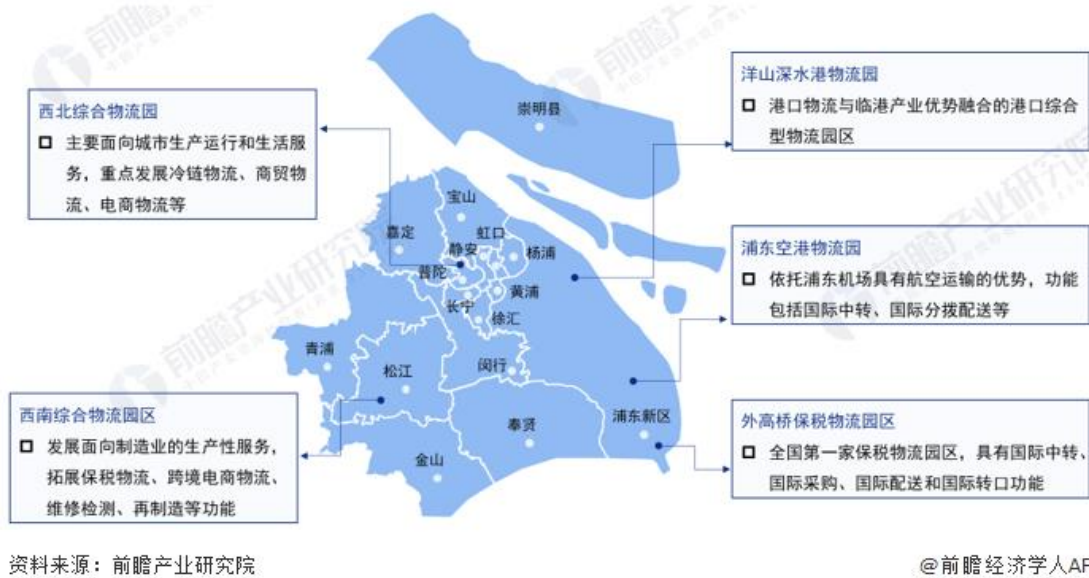 西北综合物流园
主要面向城市生产运行和生活服
务，重点发展冷链物流、商贸物
流、电商物流等
西南综合物流园区
发展面向制造业的生产性服务，
拓展保税物流、跨境电商物流、
维修检测、再制造等功能
崇明县
宝山
嘉定
虹口
静安
杨浦
普陀
黄浦
长宁
徐汇
青浦
松江
闵行
奉贤
浦东新区
金山
洋山深水港物流园
港口物流与临港产业优势融合的港口综合
型物流园区
浦东空港物流园
依托浦东机场具有航空运输的优势，功能
包括国际中转、国际分拨配送等
外高桥保税物流园区
全国第一家保税物流园区，具有国际中转、
国际采购、国际配送和国际转口功能
前瞻产业研究院
资料来源：前瞻产业研究院
@前瞻经济学人AP